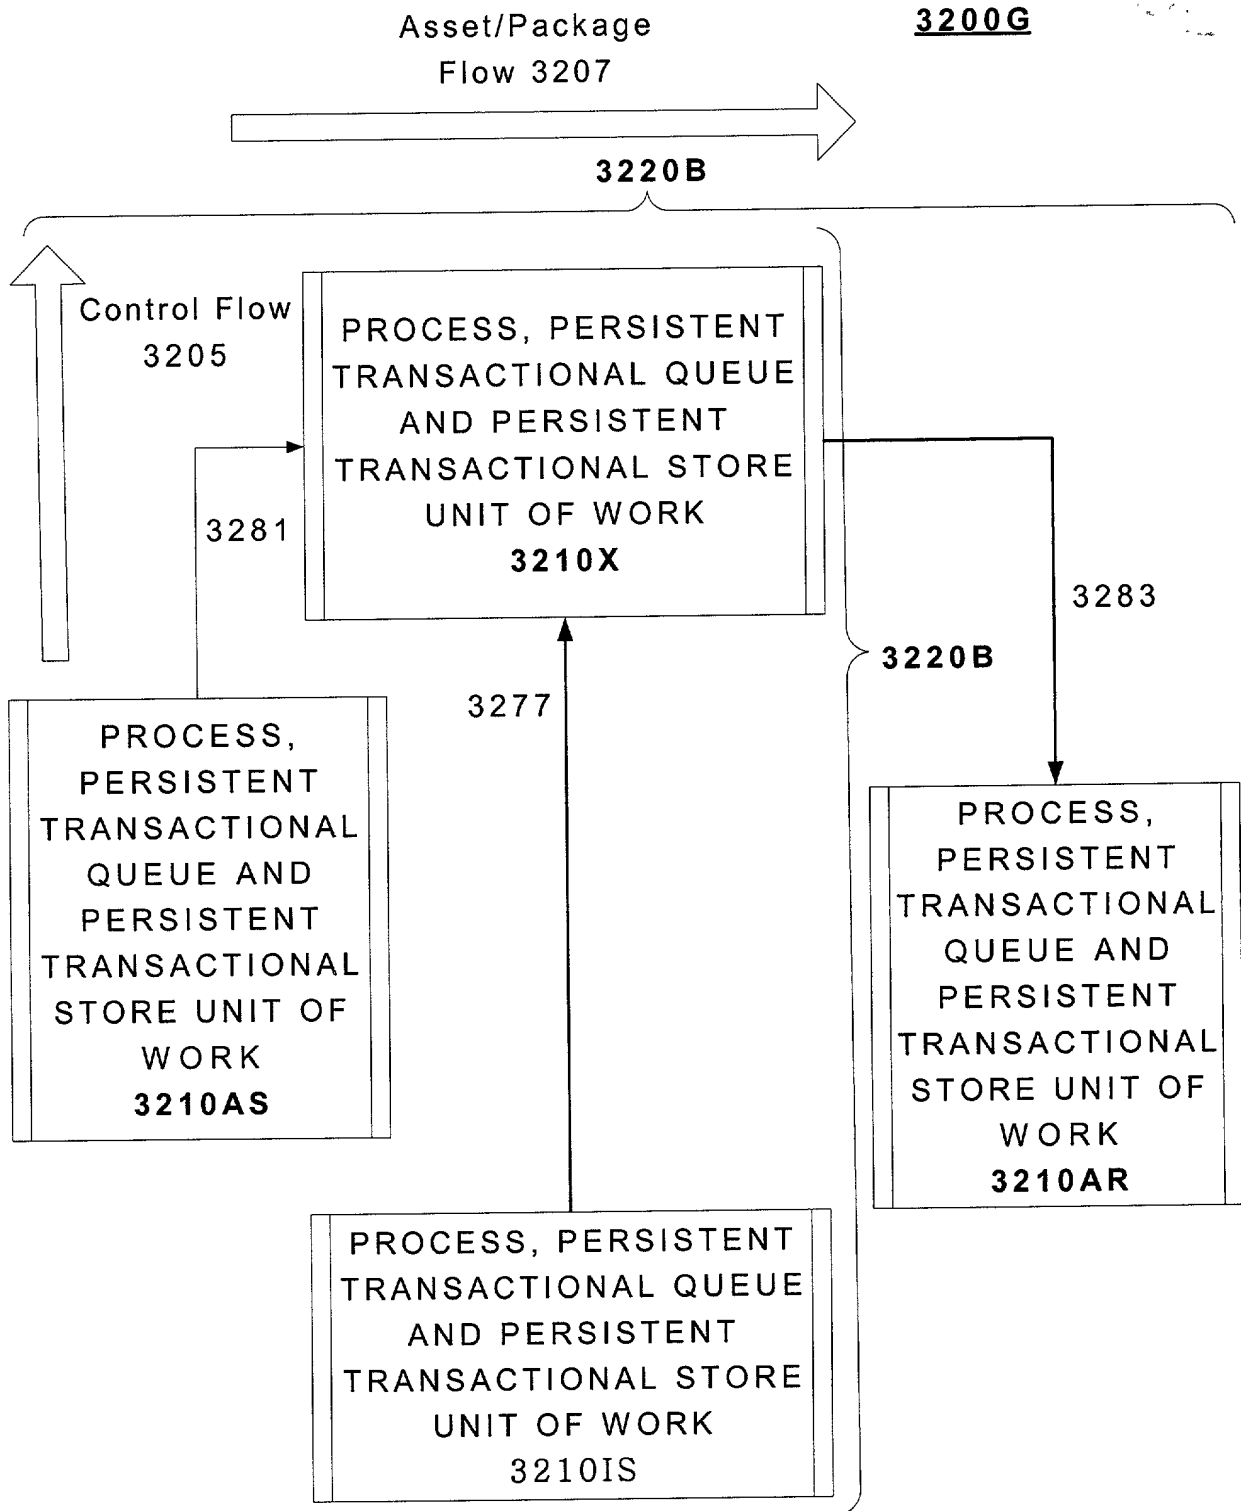 Asset/Package
Flow 3207
3200G
3220B
Control Flow
3205
PROCESS, PERSISTENT
TRANSACTIONAL QUEUE
AND PERSISTENT
TRANSACTIONAL STORE
UNIT OF WORK
3210X
3281
3283
3220B
3277
PROCESS,
PERSISTENT
TRANSACTIONAL
QUEUE AND
PERSISTENT
TRANSACTIONAL
STORE UNIT OF
WORK
3210AS
PROCESS,
PERSISTENT
TRANSACTIONAL
QUEUE AND
PERSISTENT
TRANSACTIONAL
STORE UNIT OF
WORK
3210AR
PROCESS, PERSISTENT
TRANSACTIONAL QUEUE
AND PERSISTENT
TRANSACTIONAL STORE
UNIT OF WORK
3210IS